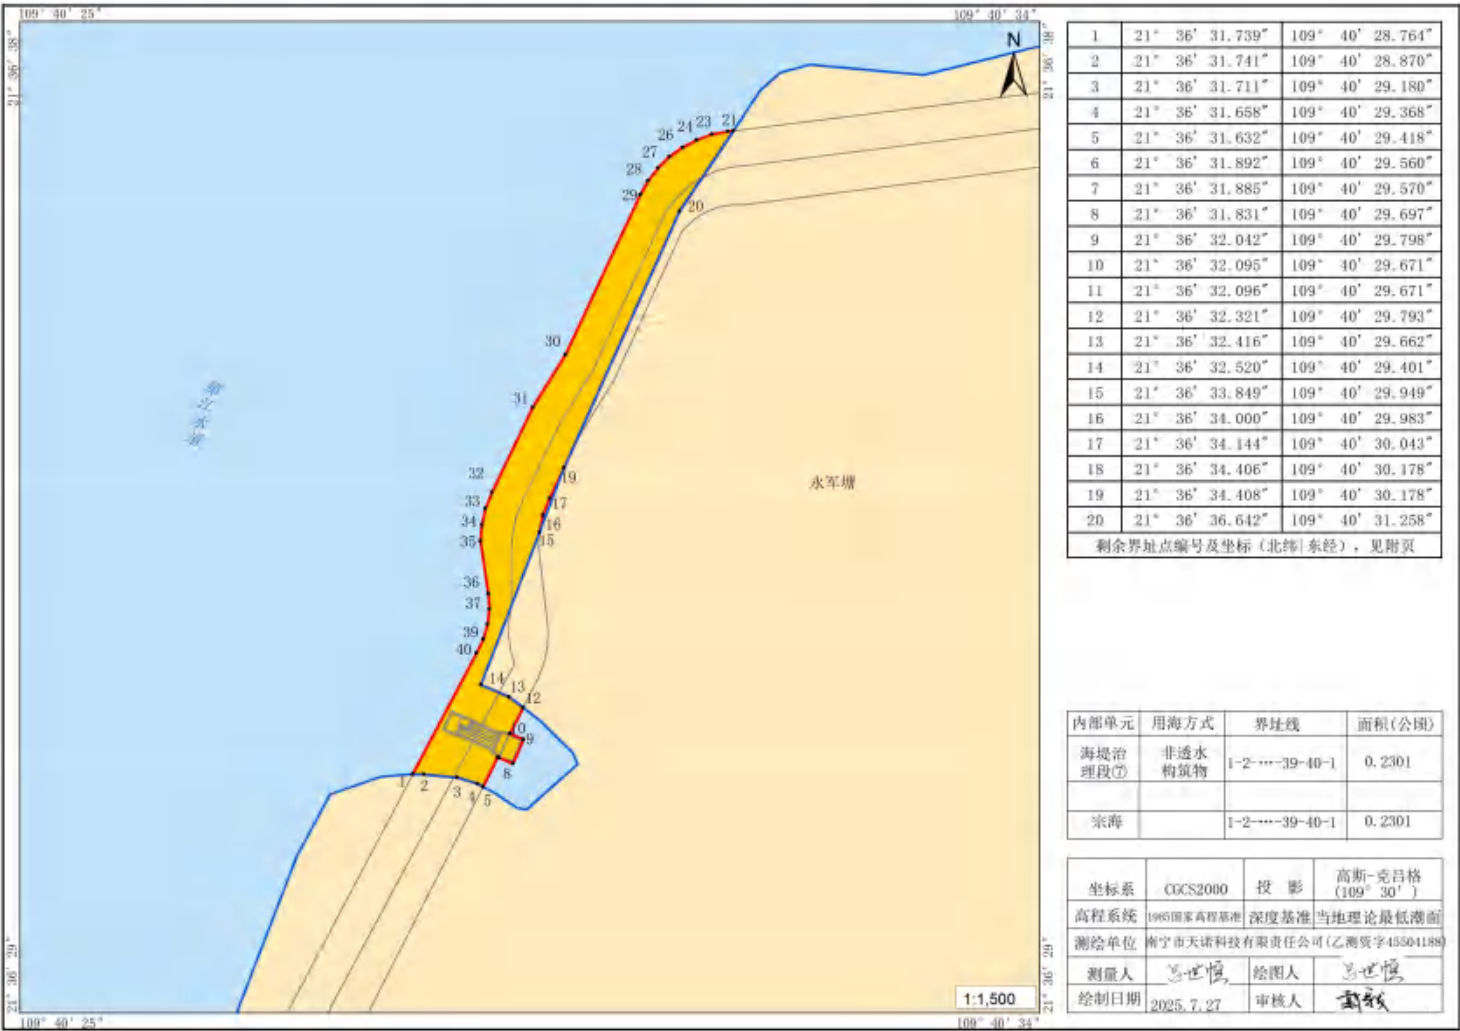 109° 40′ 25″
109° 40′ 34″
21° 36′ 38″
21° 36′ 38″
N
26
24
23
21
27
28
29
20
30
31
永军塘
32
19
33
17
34
16
35
15
36
37
39
40
14
13
12
0
9
8
1
2
3
4
5
21° 36′ 29″
21° 36′ 29″
1:1,500
109° 40′ 25″
109° 40′ 34″
1 21° 36′ 31.739″ 109° 40′ 28.764″
2 21° 36′ 31.741″ 109° 40′ 28.870″
3 21° 36′ 31.711″ 109° 40′ 29.180″
4 21° 36′ 31.658″ 109° 40′ 29.368″
5 21° 36′ 31.632″ 109° 40′ 29.418″
6 21° 36′ 31.892″ 109° 40′ 29.560″
7 21° 36′ 31.885″ 109° 40′ 29.570″
8 21° 36′ 31.831″ 109° 40′ 29.697″
9 21° 36′ 32.042″ 109° 40′ 29.798″
10 21° 36′ 32.095″ 109° 40′ 29.671″
11 21° 36′ 32.096″ 109° 40′ 29.671″
12 21° 36′ 32.321″ 109° 40′ 29.793″
13 21° 36′ 32.416″ 109° 40′ 29.662″
14 21° 36′ 32.520″ 109° 40′ 29.401″
15 21° 36′ 33.849″ 109° 40′ 29.949″
16 21° 36′ 34.000″ 109° 40′ 29.983″
17 21° 36′ 34.144″ 109° 40′ 30.043″
18 21° 36′ 34.406″ 109° 40′ 30.178″
19 21° 36′ 34.408″ 109° 40′ 30.178″
20 21° 36′ 36.642″ 109° 40′ 31.258″
剩余界址点编号及坐标（北纬|东经），见附页
内部单元 用海方式 界址线 面积(公顷)
海堤治理段⑦ 非透水构筑物 1-2-····-39-40-1 0.2301
宗海 1-2-····-39-40-1 0.2301
坐标系 CGCS2000 投 影 高斯-克吕格(109° 30′)
高程系统 1985国家高程基准 深度基准 当地理论最低潮面
测绘单位 南宁市天诺科技有限责任公司(乙测资字45504188)
测量人 绘图人
绘制日期 2025.7.27 审核人